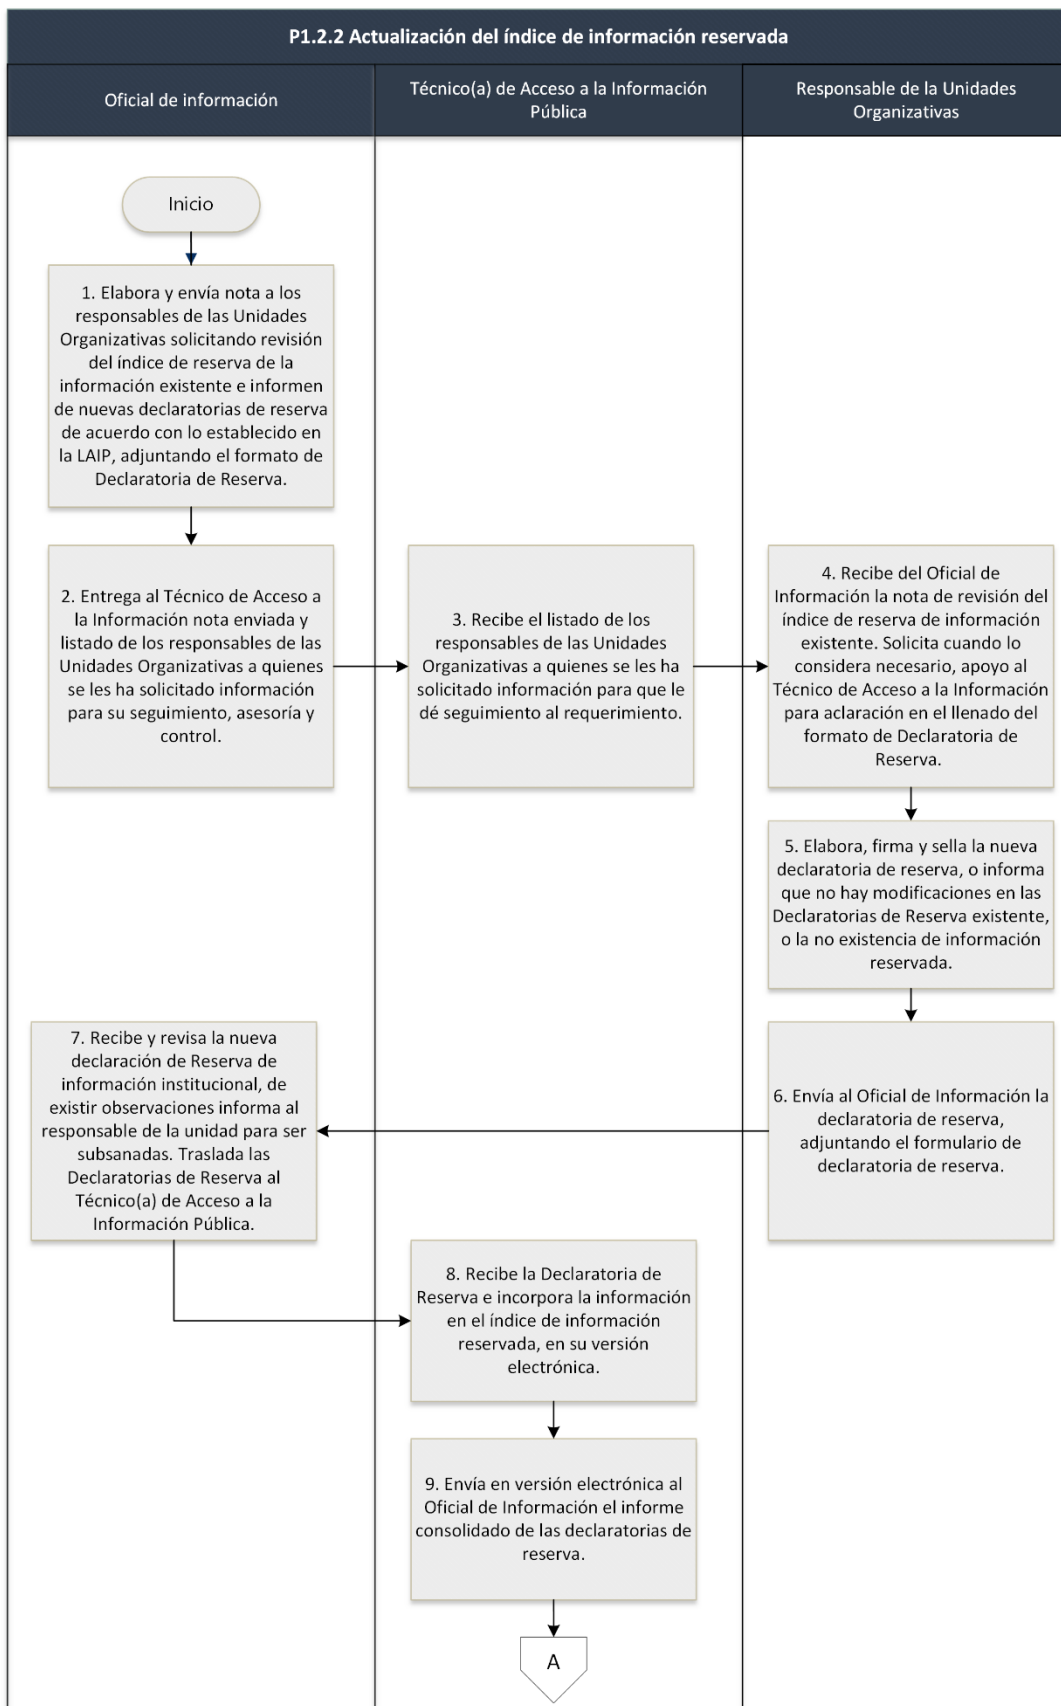 P1.2.2 Actualización del índice de información reservada
Oficial de información
Técnico(a) de Acceso a la Información
Pública
Responsable de la Unidades
Organizativas
Inicio
1. Elabora y envía nota a los
responsables de las Unidades
Organizativas solicitando revisión
del índice de reserva de la
información existente e informen
de nuevas declaratorias de reserva
de acuerdo con lo establecido en
la LAIP, adjuntando el formato de
Declaratoria de Reserva.
2. Entrega al Técnico de Acceso a
la Información nota enviada y
listado de los responsables de las
Unidades Organizativas a quienes
se les ha solicitado información
para su seguimiento, asesoría y
control.
3. Recibe el listado de los
responsables de las Unidades
Organizativas a quienes se les ha
solicitado información para que le
dé seguimiento al requerimiento.
4. Recibe del Oficial de
Información la nota de revisión del
índice de reserva de información
existente. Solicita cuando lo
considera necesario, apoyo al
Técnico de Acceso a la Información
para aclaración en el llenado del
formato de Declaratoria de
Reserva.
5. Elabora, firma y sella la nueva
declaratoria de reserva, o informa
que no hay modificaciones en las
Declaratorias de Reserva existente,
o la no existencia de información
reservada.
6. Envía al Oficial de Información la
declaratoria de reserva,
adjuntando el formulario de
declaratoria de reserva.
7. Recibe y revisa la nueva
declaración de Reserva de
información institucional, de
existir observaciones informa al
responsable de la unidad para ser
subsanadas. Traslada las
Declaratorias de Reserva al
Técnico(a) de Acceso a la
Información Pública.
8. Recibe la Declaratoria de
Reserva e incorpora la información
en el índice de información
reservada, en su versión
electrónica.
9. Envía en versión electrónica al
Oficial de Información el informe
consolidado de las declaratorias de
reserva.
A